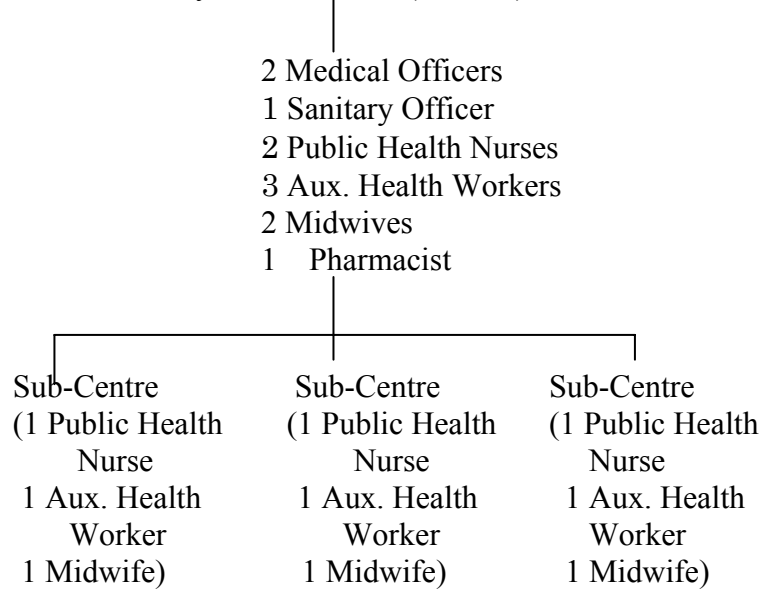 2 Medical Officers
1 Sanitary Officer
2 Public Health Nurses
3 Aux. Health Workers
2 Midwives
1 Pharmacist
Sub-Centre
(1 Public Health
Nurse
1 Aux. Health
Worker
1 Midwife)
Sub-Centre
(1 Public Health
Nurse
1 Aux. Health
Worker
1 Midwife)
Sub-Centre
(1 Public Health
Nurse
1 Aux. Health
Worker
1 Midwife)